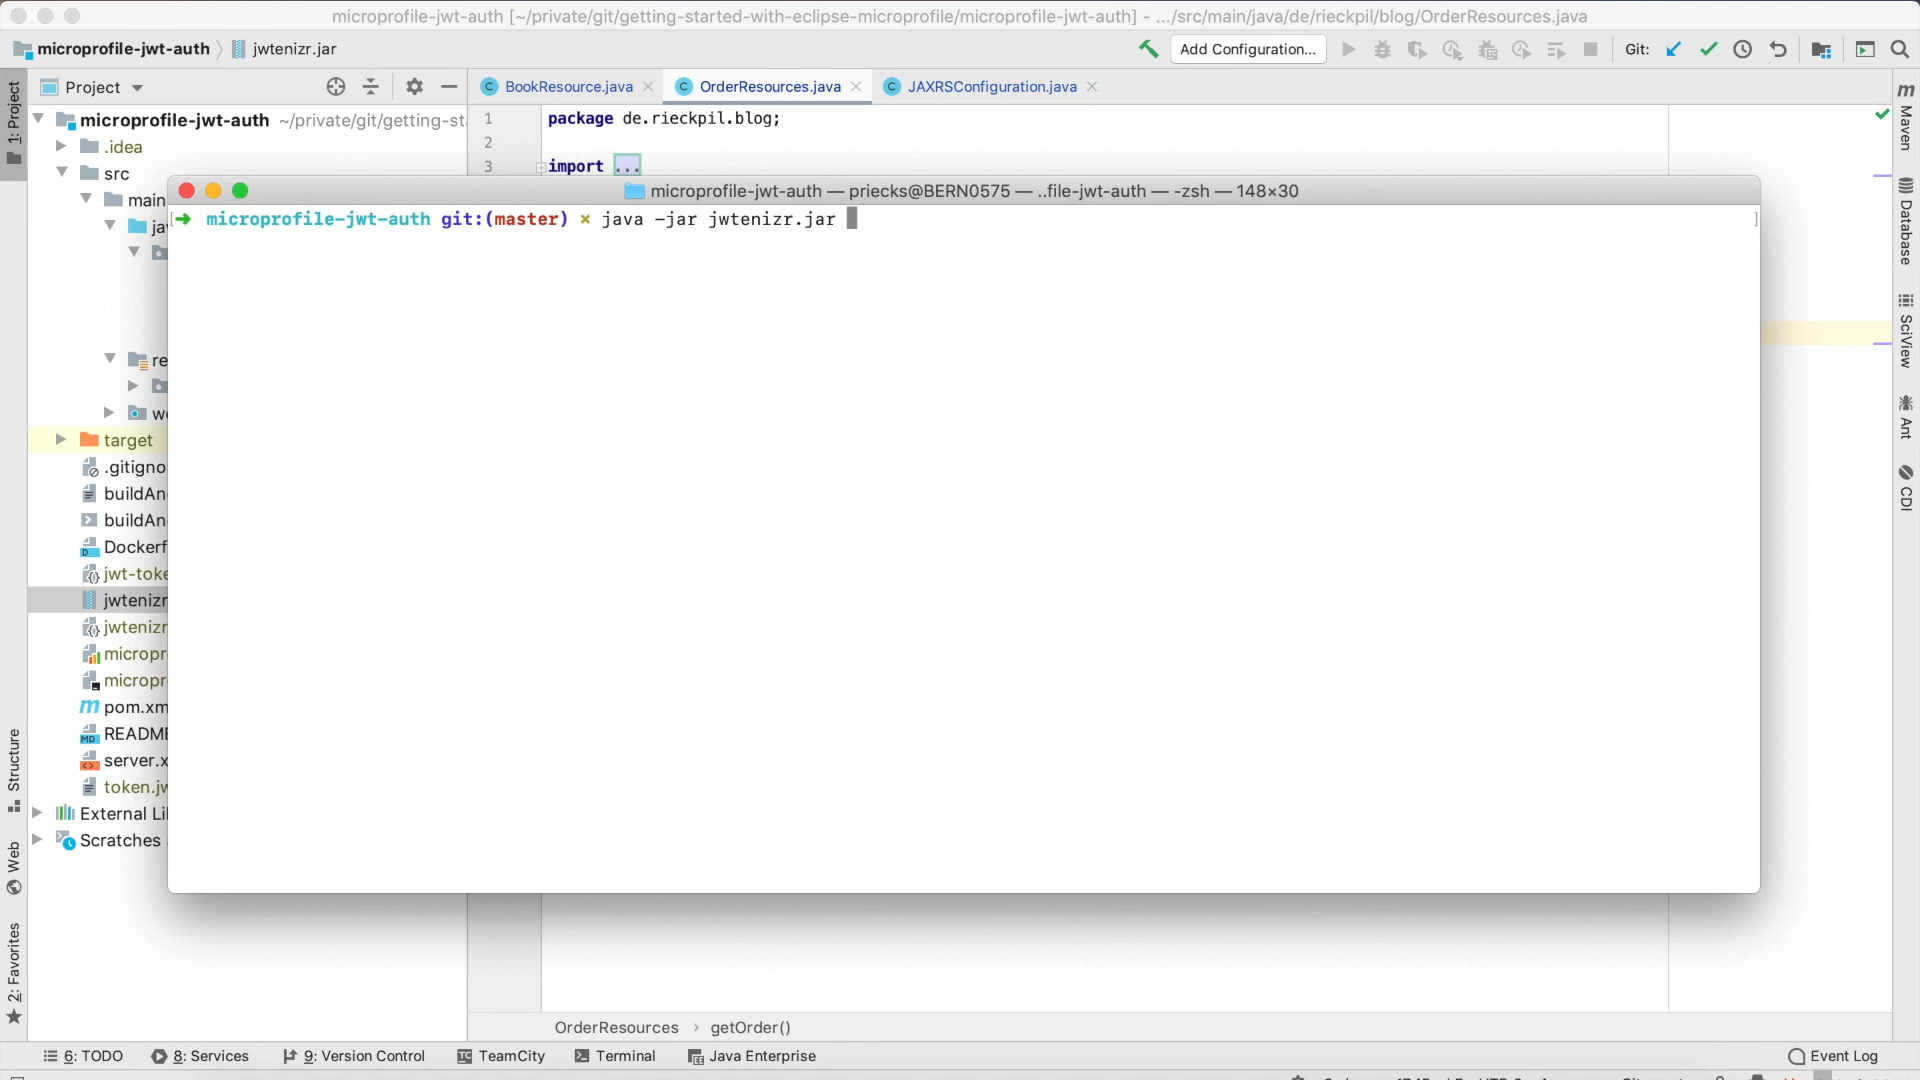 microprofile-jwt-auth [~/private/git/getting-started-with-eclipse-microprofile/microprofile-jwt-auth] - .../src/main/java/de/rieckpil/blog/OrderResources.java
microprofile-jwt-auth jwtenizr.jar Add Configuration... Git:
Project BookResource.java OrderResources.java JAXRSConfiguration.java
1: Project
microprofile-jwt-auth ~/private/git/getting-st
.idea
src
main
re
target
.gitigno
buildAn
buildAn
Dockerf
jwt-toke
jwtenizr
jwtenizr
micropr
micropr
pom.xm
README
server.x
token.jw
External Li
Scratches
1 package de.rieckpil.blog;
2
3 import ...
microprofile-jwt-auth — priecks@BERN0575 — ..file-jwt-auth — -zsh — 148×30
➜ microprofile-jwt-auth git:(master) × java -jar jwtenizr.jar
Maven
Database
SciView
Ant
CDI
Structure
Web
2: Favorites
OrderResources › getOrder()
6: TODO 8: Services 9: Version Control TeamCity Terminal Java Enterprise Event Log